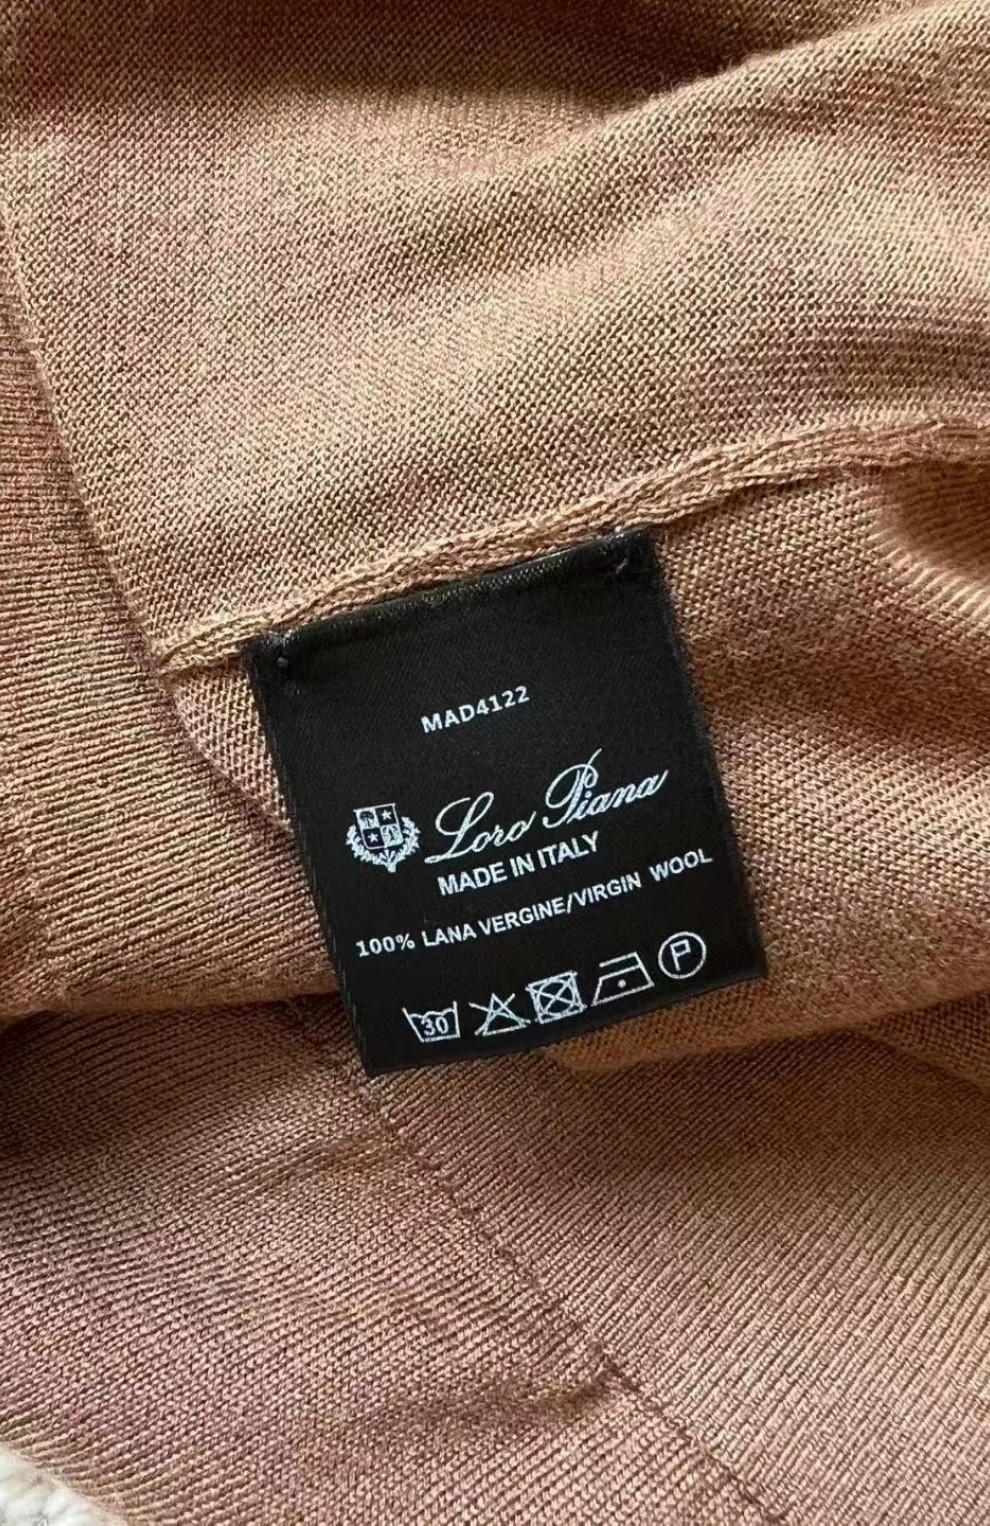 MAD4122
Loro Piana
MADE IN ITALY
100% LANA VERGINE/VIRGIN WOOL
30 P